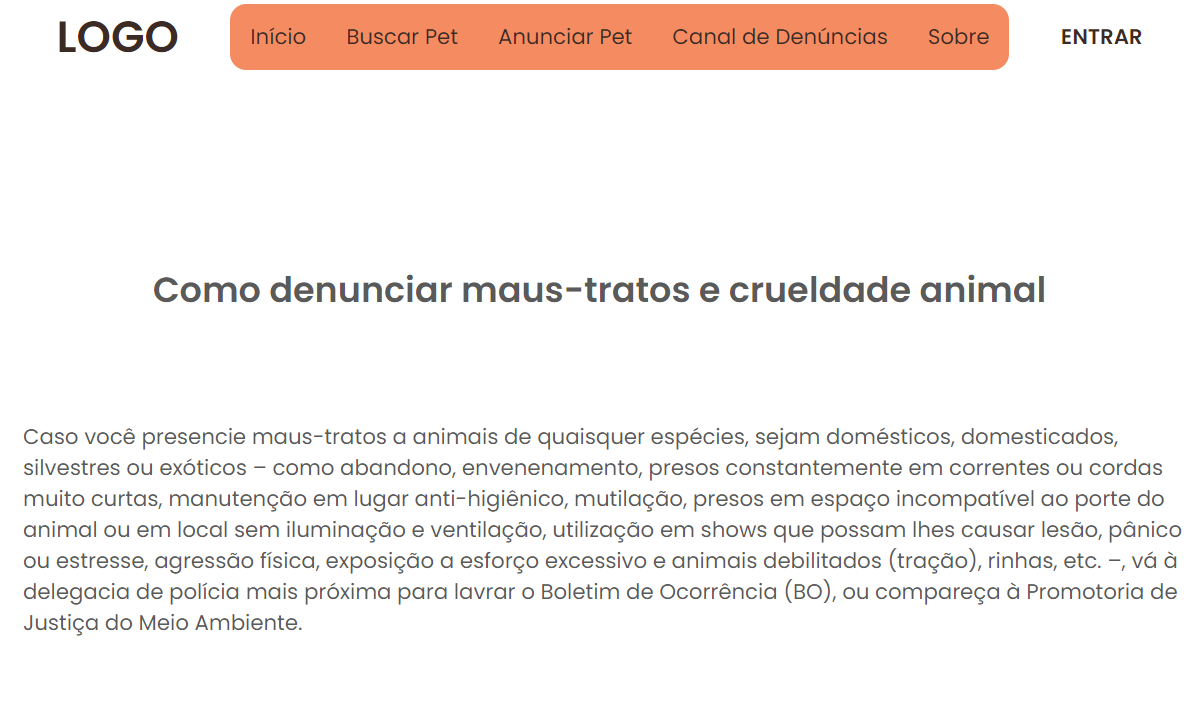 LOGO
Início Buscar Pet Anunciar Pet Canal de Denúncias Sobre
ENTRAR
Como denunciar maus-tratos e crueldade animal
Caso você presencie maus-tratos a animais de quaisquer espécies, sejam domésticos, domesticados,
silvestres ou exóticos – como abandono, envenenamento, presos constantemente em correntes ou cordas
muito curtas, manutenção em lugar anti-higiênico, mutilação, presos em espaço incompatível ao porte do
animal ou em local sem iluminação e ventilação, utilização em shows que possam lhes causar lesão, pânico
ou estresse, agressão física, exposição a esforço excessivo e animais debilitados (tração), rinhas, etc. –, vá à
delegacia de polícia mais próxima para lavrar o Boletim de Ocorrência (BO), ou compareça à Promotoria de
Justiça do Meio Ambiente.